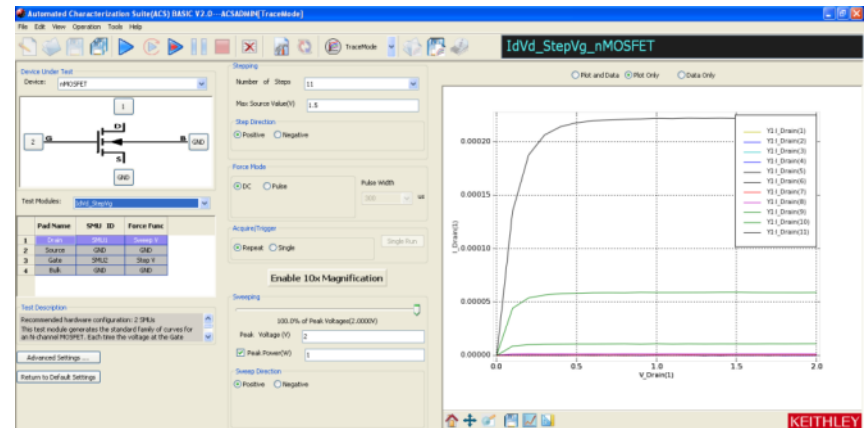 Automated Characterization Suite(ACS) BASIC V2.0---ACSADMIN[TraceMode]
File Edit View Operation Tools Help
TraceMode
IdVd_StepVg_nMOSFET
Device Under Test
Device: nMOSFET
1
D
2 G B GND
S
GND
Test Modules: IdVd_StepVg
Pad Name SMU ID Force Func
1 Drain SMU1 Sweep V
2 Source GND GND
3 Gate SMU2 Step V
4 Bulk GND GND
Test Description
Recommended hardware configuration: 2 SMUs
This test module generates the standard family of curves for
an N-channel MOSFET. Each time the voltage at the Gate
Advanced Settings ...
Return to Default Settings
Stepping
Number of Steps 11
Max Source Value(V) 1.5
Step Direction
Positive Negative
Force Mode
DC Pulse
Pulse Width
us
Acquire/Trigger
Repeat Single
Single Run
Enable 10x Magnification
Sweeping
100.0% of Peak Voltages(2.0000V)
Peak Voltage (V) 2
Peak Power(W) 1
Sweep Direction
Positive Negative
Plot and Data Plot Only Data Only
0.00020
0.00015
0.00010
0.00005
0.00000
I_Drain(1)
0.0 0.5 1.0 1.5 2.0
V_Drain(1)
Y1 I_Drain(1)
Y1 I_Drain(2)
Y1 I_Drain(3)
Y1 I_Drain(4)
Y1 I_Drain(5)
Y1 I_Drain(6)
Y1 I_Drain(7)
Y1 I_Drain(8)
Y1 I_Drain(9)
Y1 I_Drain(10)
Y1 I_Drain(11)
KEITHLEY